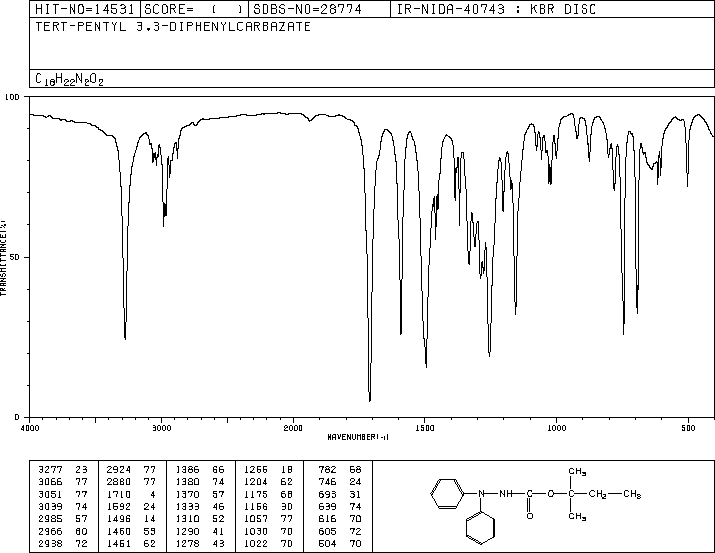 HIT-NO=14531 SCORE= ( ) SDBS-NO=28774 IR-NIDA-40743 : KBR DISC
TERT-PENTYL 3,3-DIPHENYLCARBAZATE
C18H22N2O2
100
50
0
TRANSMITTANCE(%)
4000 3000 2000 1500 1000 500
WAVENUMBER(-1)
3277 23 2924 77 1386 66 1255 18 782 68
3066 77 2880 77 1380 74 1204 62 746 24
3051 77 1710 4 1370 57 1175 68 693 31
3039 74 1592 24 1333 46 1156 30 639 74
2985 57 1496 14 1310 52 1057 77 616 70
2966 60 1460 59 1290 41 1030 70 605 72
2938 72 1451 62 1278 43 1022 70 504 70
CH3
N NH C O C CH2 CH3
O CH3